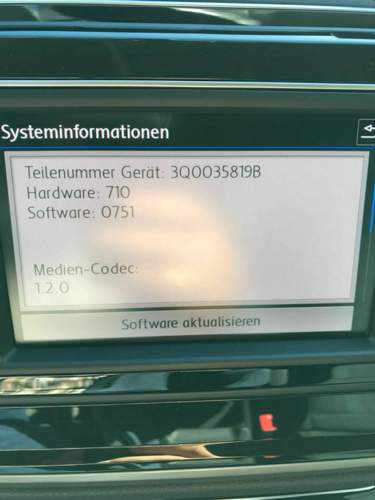 Systeminformationen
Teilenummer Gerät: 3Q0035819B
Hardware: 710
Software: 0751
Medien-Codec:
1.2.0
Software aktualisieren